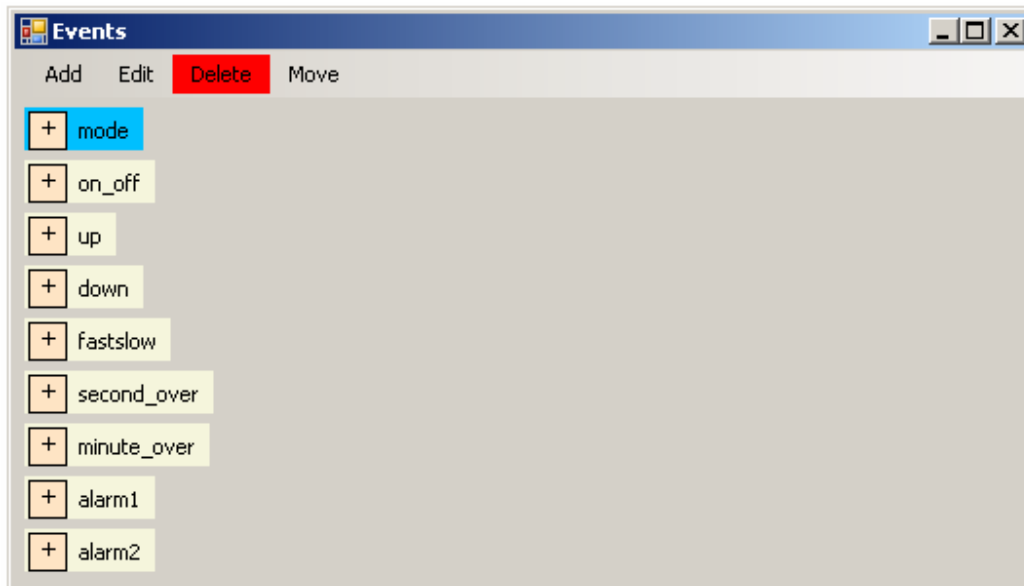 Events
Add Edit Delete Move
+ mode
+ on_off
+ up
+ down
+ fastslow
+ second_over
+ minute_over
+ alarm1
+ alarm2